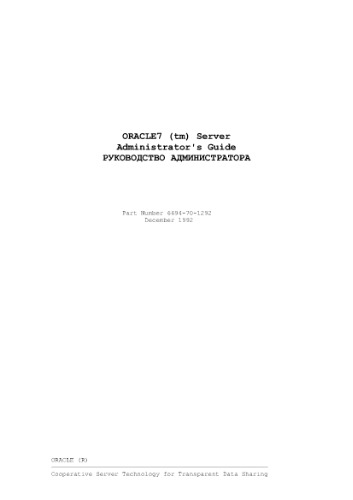 ORACLE7 (tm) Server
Administrator's Guide
РУКОВОДСТВО АДМИНИСТРАТОРА
Part Number 6694-70-1292
December 1992
ORACLE (R)
Cooperative Server Technology for Transparent Data Sharing